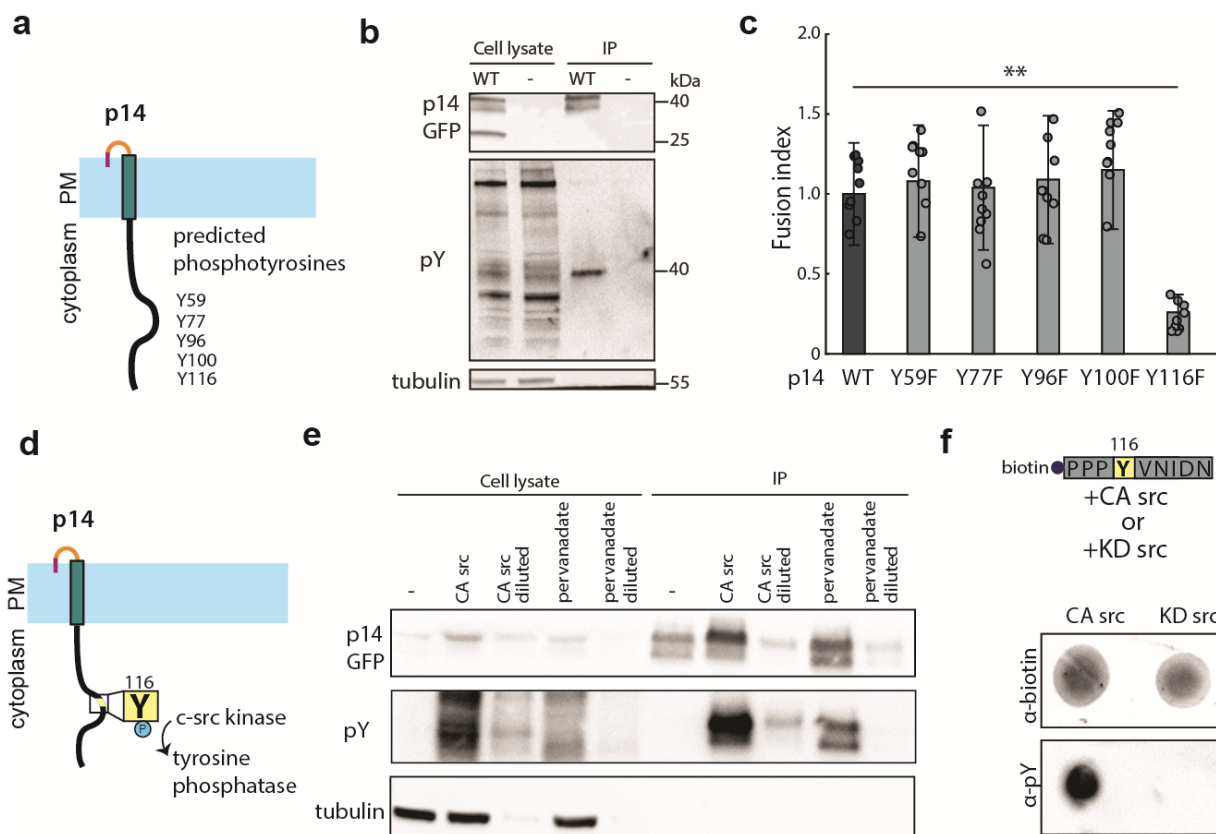 a
p14
PM
cytoplasm
predicted
phosphotyrosines
Y59
Y77
Y96
Y100
Y116
b
Cell lysate IP
WT - WT - kDa
p14
GFP
40
25
pY
40
tubulin
55
c
2.0
**
1.5
1.0
0.5
0
Fusion index
p14 WT Y59F Y77F Y96F Y100F Y116F
d
p14
PM
cytoplasm
116
Y
P
c-src kinase
tyrosine
phosphatase
e
Cell lysate IP
- CA src CA src diluted pervanadate pervanadate diluted - CA src CA src diluted pervanadate pervanadate diluted
p14
GFP
pY
tubulin
f
116
biotin PPP Y VNIDN
+CA src
or
+KD src
CA src KD src
α-biotin
α-pY